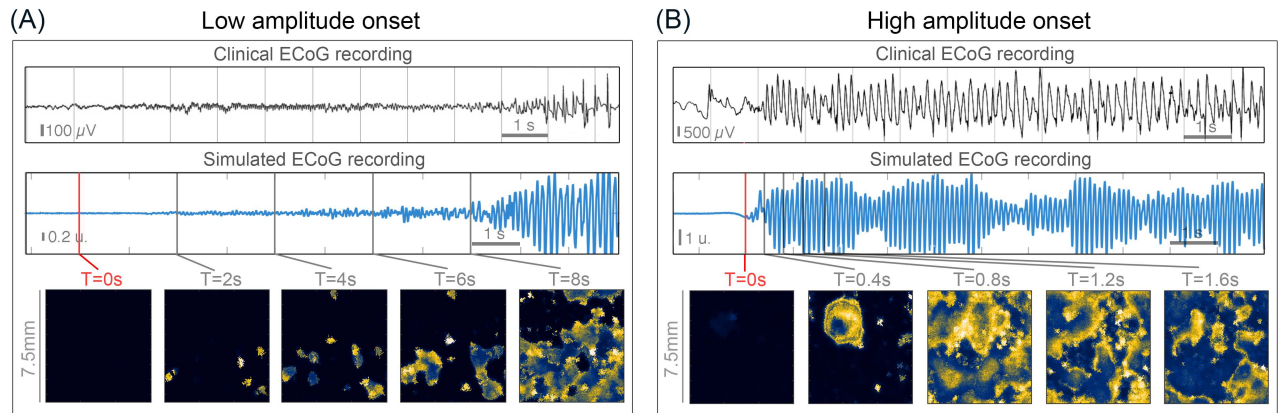 (A) Low amplitude onset
Clinical ECoG recording
100 µV
1 s
Simulated ECoG recording
0.2 u.
1 s
T=0s T=2s T=4s T=6s T=8s
7.5mm
(B) High amplitude onset
Clinical ECoG recording
500 µV
1 s
Simulated ECoG recording
1 u.
1 s
T=0s T=0.4s T=0.8s T=1.2s T=1.6s
7.5mm